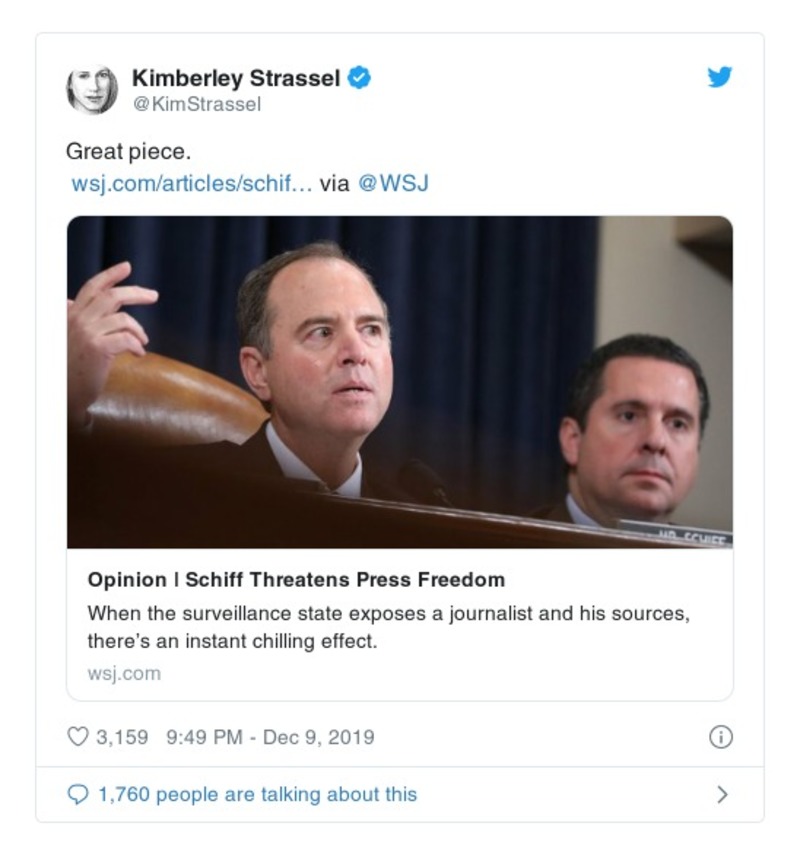 Kimberley Strassel
@KimStrassel
Great piece.
wsj.com/articles/schif… via @WSJ
MR. SCHIFF
Opinion | Schiff Threatens Press Freedom
When the surveillance state exposes a journalist and his sources,
there's an instant chilling effect.
wsj.com
3,159 9:49 PM - Dec 9, 2019
1,760 people are talking about this